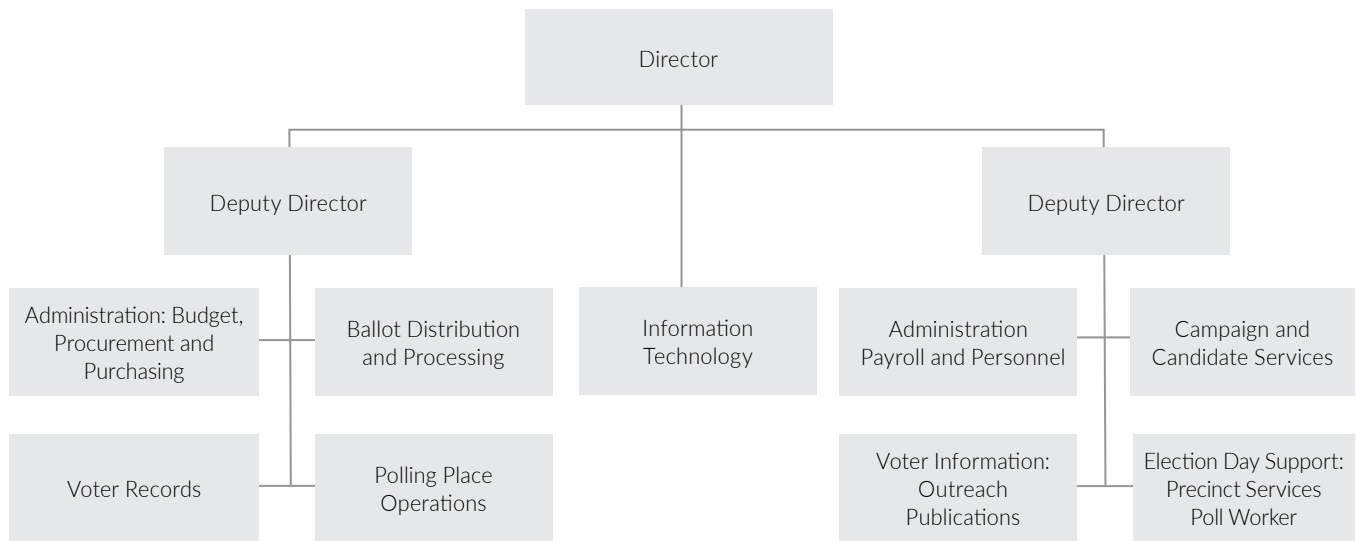 Director
Deputy Director
Deputy Director
Administration: Budget,
Procurement and
Purchasing
Ballot Distribution
and Processing
Information
Technology
Administration
Payroll and Personnel
Campaign and
Candidate Services
Voter Records
Polling Place
Operations
Voter Information:
Outreach
Publications
Election Day Support:
Precinct Services
Poll Worker